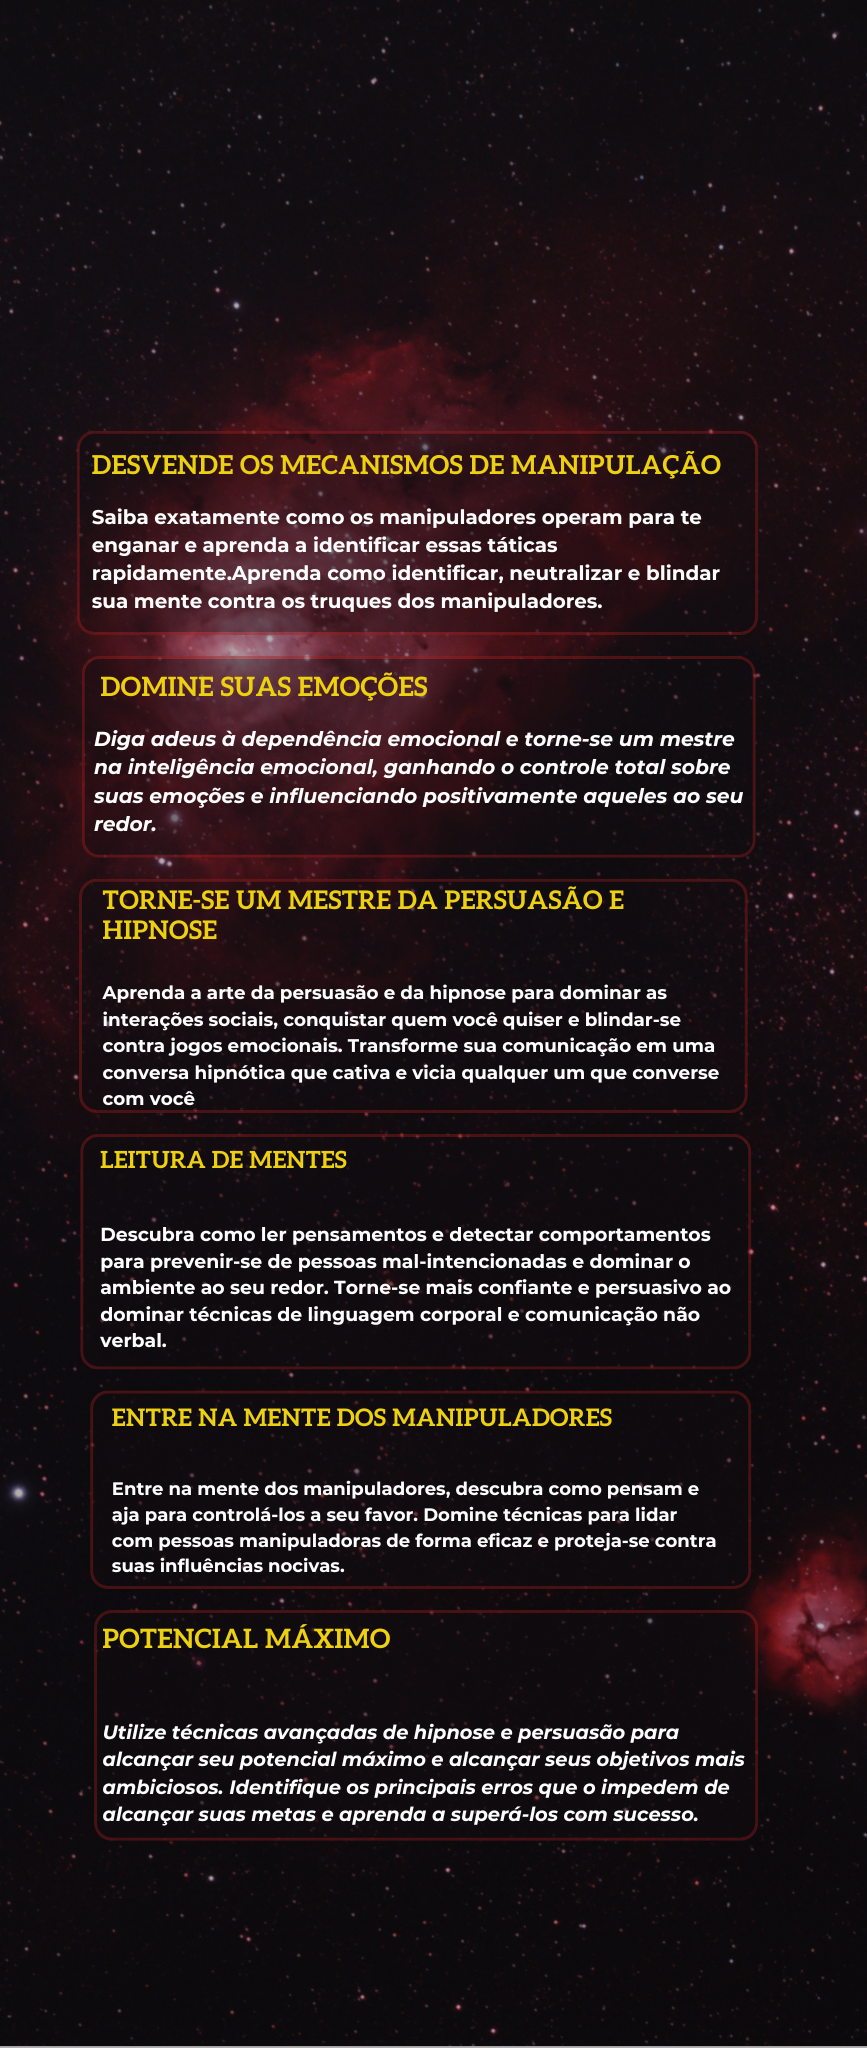 DESVENDE OS MECANISMOS DE MANIPULAÇÃO
Saiba exatamente como os manipuladores operam para te
enganar e aprenda a identificar essas táticas
rapidamente.Aprenda como identificar, neutralizar e blindar
sua mente contra os truques dos manipuladores.
DOMINE SUAS EMOÇÕES
Diga adeus à dependência emocional e torne-se um mestre
na inteligência emocional, ganhando o controle total sobre
suas emoções e influenciando positivamente aqueles ao seu
redor.
TORNE-SE UM MESTRE DA PERSUASÃO E
HIPNOSE
Aprenda a arte da persuasão e da hipnose para dominar as
interações sociais, conquistar quem você quiser e blindar-se
contra jogos emocionais. Transforme sua comunicação em uma
conversa hipnótica que cativa e vicia qualquer um que converse
com você
LEITURA DE MENTES
Descubra como ler pensamentos e detectar comportamentos
para prevenir-se de pessoas mal-intencionadas e dominar o
ambiente ao seu redor. Torne-se mais confiante e persuasivo ao
dominar técnicas de linguagem corporal e comunicação não
verbal.
ENTRE NA MENTE DOS MANIPULADORES
Entre na mente dos manipuladores, descubra como pensam e
aja para controlá-los a seu favor. Domine técnicas para lidar
com pessoas manipuladoras de forma eficaz e proteja-se contra
suas influências nocivas.
POTENCIAL MÁXIMO
Utilize técnicas avançadas de hipnose e persuasão para
alcançar seu potencial máximo e alcançar seus objetivos mais
ambiciosos. Identifique os principais erros que o impedem de
alcançar suas metas e aprenda a superá-los com sucesso.